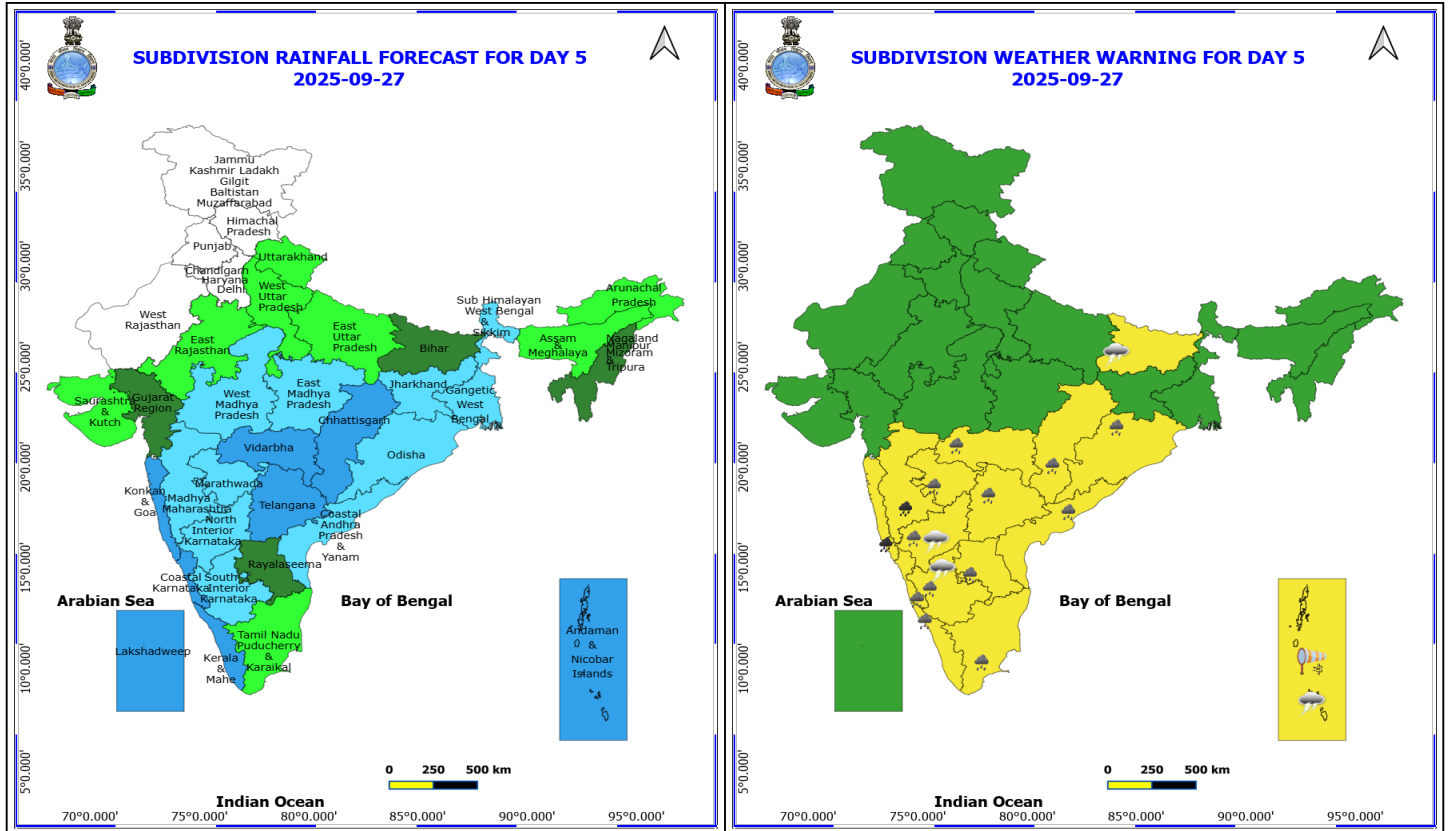 SUBDIVISION RAINFALL FORECAST FOR DAY 5
2025-09-27
40°0.000'
35°0.000'
30°0.000'
25°0.000'
20°0.000'
15°0.000'
10°0.000'
5°0.000'
Jammu
Kashmir Ladakh
Gilgit
Baltistan
Muzaffarabad
Himachal
Pradesh
Punjab
Chandigarh
Haryana
Delhi
Uttarakhand
West
Uttar
Pradesh
West
Rajasthan
East
Rajasthan
East
Uttar
Pradesh
Bihar
Sub Himalayan
West Bengal
&
Sikkim
Arunachal
Pradesh
Assam
&
Meghalaya
Nagaland
Manipur
Mizoram
&
Tripura
Saurashtra
&
Kutch
Gujarat
Region
West
Madhya
Pradesh
East
Madhya
Pradesh
Jharkhand
Gangetic
West
Bengal
Chhattisgarh
Vidarbha
Odisha
Konkan
&
Goa
Madhya
Maharashtra
Marathwada
Telangana
North
Interior
Karnataka
Coastal
Andhra
Pradesh
&
Yanam
Rayalaseema
Coastal
Karnataka
South
Interior
Karnataka
Tamil Nadu
Puducherry
&
Karaikal
Kerala
&
Mahe
Lakshadweep
Andaman
&
Nicobar
Islands
Arabian Sea
Bay of Bengal
0 250 500 km
Indian Ocean
70°0.000' 75°0.000' 80°0.000' 85°0.000' 90°0.000' 95°0.000'
SUBDIVISION WEATHER WARNING FOR DAY 5
2025-09-27
40°0.000'
35°0.000'
30°0.000'
25°0.000'
20°0.000'
15°0.000'
10°0.000'
5°0.000'
Arabian Sea
Bay of Bengal
0 250 500 km
Indian Ocean
70°0.000' 75°0.000' 80°0.000' 85°0.000' 90°0.000' 95°0.000'